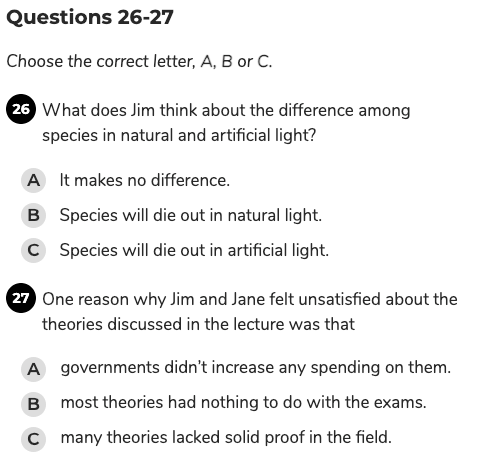 Questions 26-27
Choose the correct letter, A, B or C.
26 What does Jim think about the difference among
species in natural and artificial light?
A It makes no difference.
B Species will die out in natural light.
C Species will die out in artificial light.
27 One reason why Jim and Jane felt unsatisfied about the
theories discussed in the lecture was that
A governments didn't increase any spending on them.
B most theories had nothing to do with the exams.
C many theories lacked solid proof in the field.